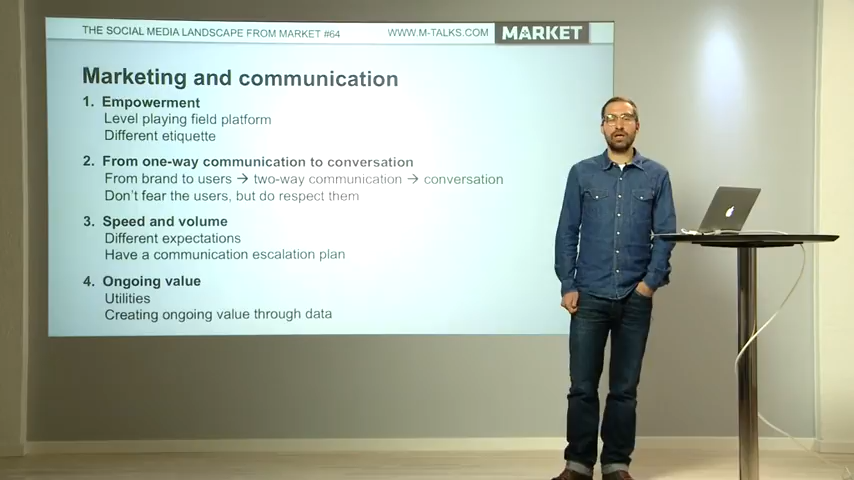 THE SOCIAL MEDIA LANDSCAPE FROM MARKET #64 WWW.M-TALKS.COM MARKET
Marketing and communication
1. Empowerment
Level playing field platform
Different etiquette
2. From one-way communication to conversation
From brand to users → two-way communication → conversation
Don't fear the users, but do respect them
3. Speed and volume
Different expectations
Have a communication escalation plan
4. Ongoing value
Utilities
Creating ongoing value through data